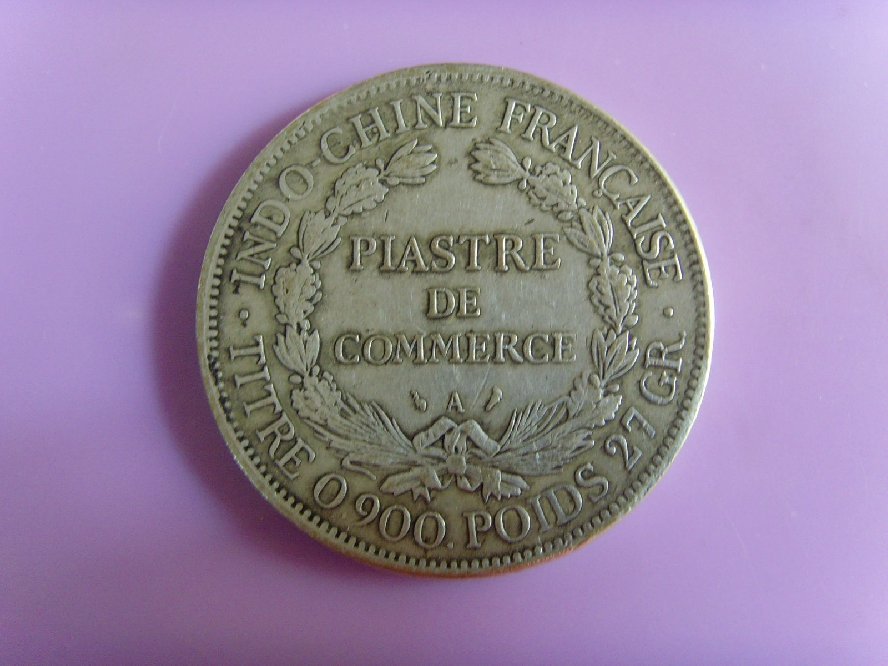 INDO-CHINE FRANÇAISE
PIASTRE
DE
COMMERCE
A
· TITRE 0 900. POIDS 27 GR. ·